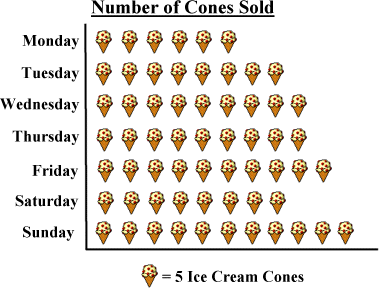 Number of Cones Sold
Monday
Tuesday
Wednesday
Thursday
Friday
Saturday
Sunday
= 5 Ice Cream Cones